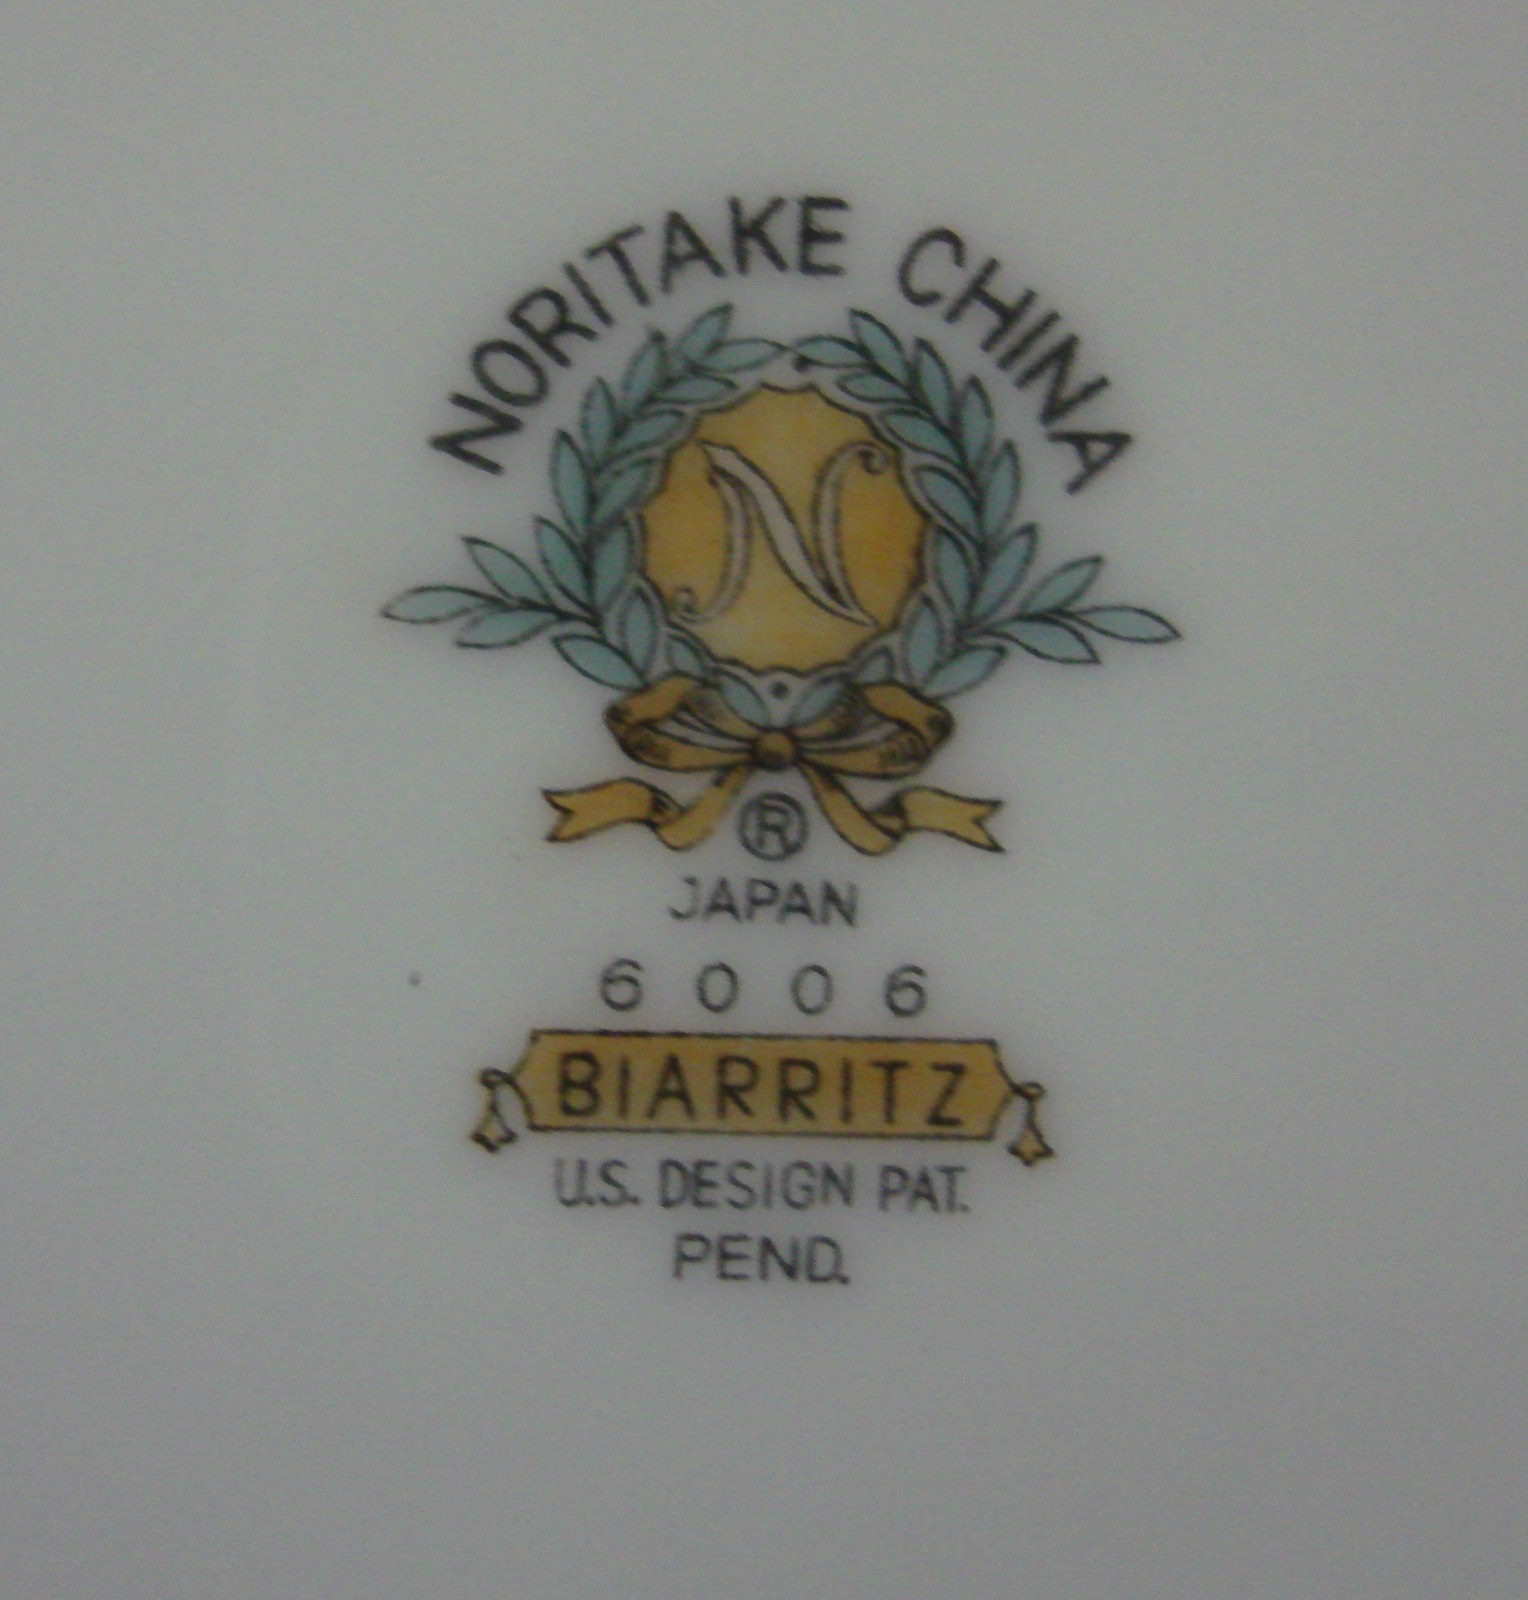 NORITAKE CHINA
N
®
JAPAN
6006
BIARRITZ
U.S. DESIGN PAT.
PEND.